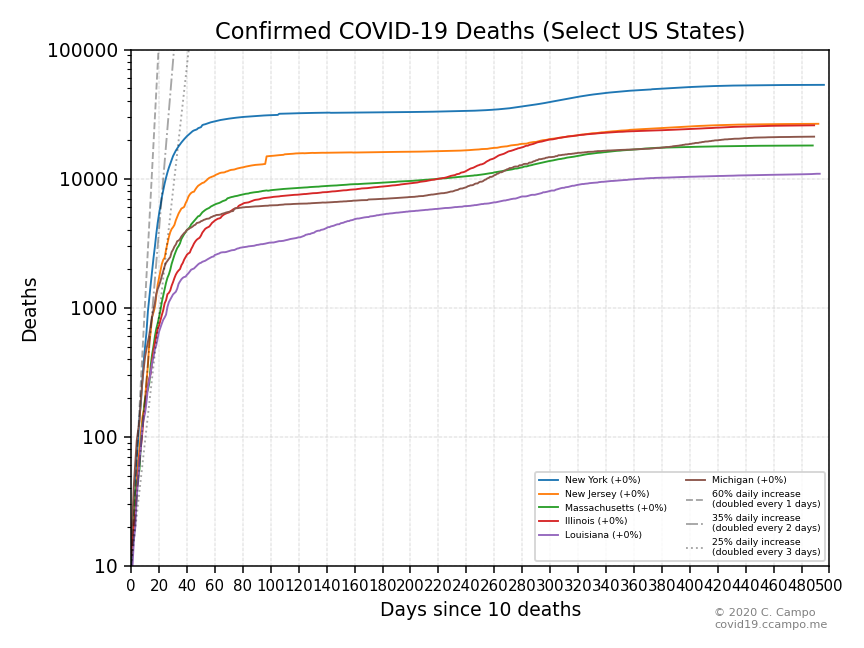 Confirmed COVID-19 Deaths (Select US States)
100000
10000
1000
100
10
Deaths
New York (+0%)
New Jersey (+0%)
Massachusetts (+0%)
Illinois (+0%)
Louisiana (+0%)
Michigan (+0%)
60% daily increase
(doubled every 1 days)
35% daily increase
(doubled every 2 days)
25% daily increase
(doubled every 3 days)
0 20 40 60 80 100 120 140 160 180 200 220 240 260 280 300 320 340 360 380 400 420 440 460 480 500
Days since 10 deaths
© 2020 C. Campo
covid19.ccampo.me